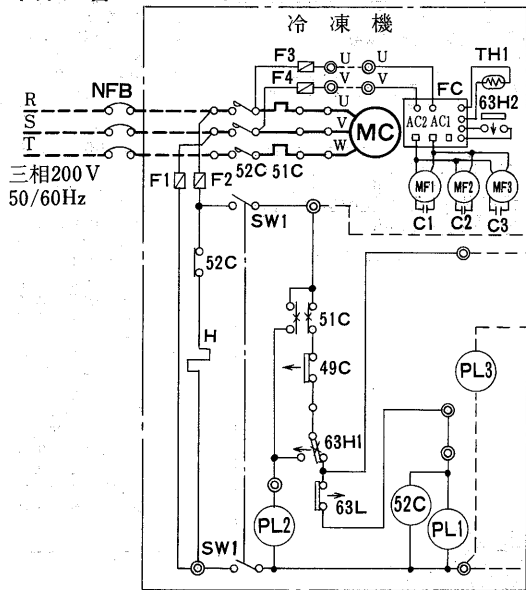 冷凍機
F3 U U TH1
F4 V V FC 63H2
NFB
R U AC2 AC1
S V MC
T W
三相200V
50/60Hz
F1 F2 52C 51C
MF1 MF2 MF3
SW1 C1 C2 C3
52C
51C
H
49C
PL3
63H1
63L 52C
PL2 PL1
SW1